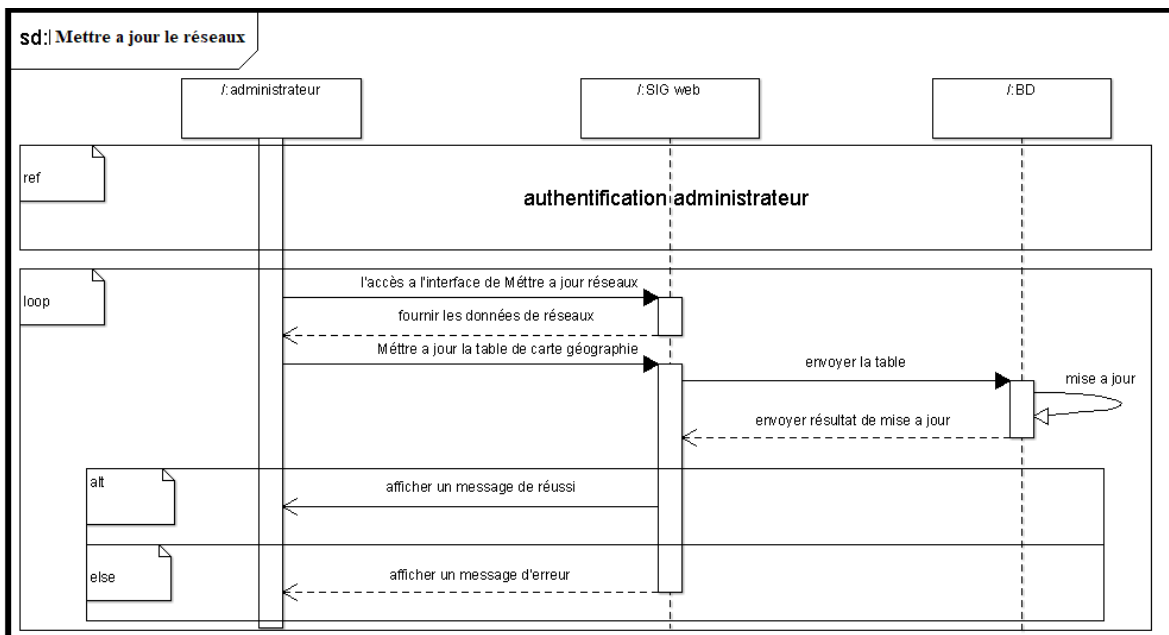 sd: Mettre a jour le réseaux
/:administrateur
/:SIG web
/:BD
ref
authentification administrateur
loop
l'accès a l'interface de Méttre a jour réseaux
fournir les données de réseaux
Méttre a jour la table de carte géographie
envoyer la table
mise a jour
envoyer résultat de mise a jour
alt
afficher un message de réussi
else
afficher un message d'erreur